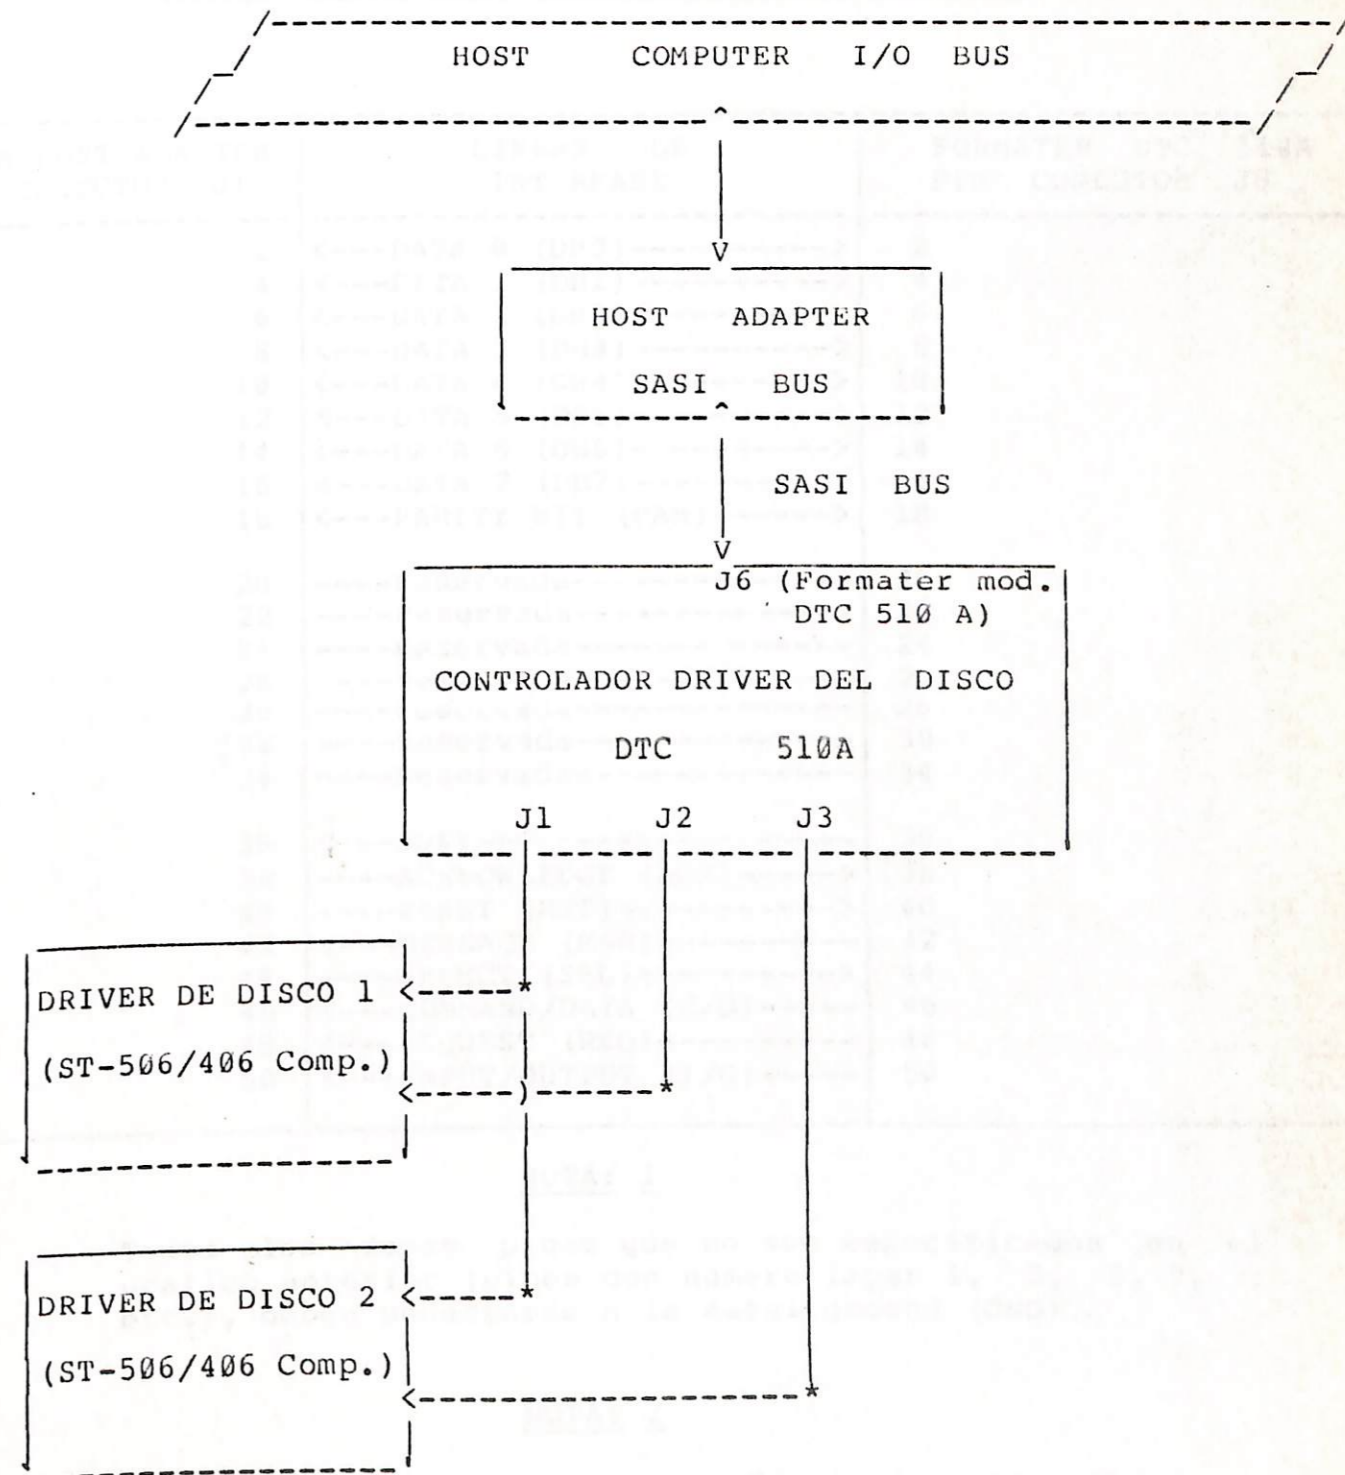 HOST COMPUTER I/O BUS
HOST ADAPTER
SASI BUS
SASI BUS
J6 (Formater mod.
DTC 510 A)
CONTROLADOR DRIVER DEL DISCO
DTC 510A
J1 J2 J3
DRIVER DE DISCO 1
(ST-506/406 Comp.)
DRIVER DE DISCO 2
(ST-506/406 Comp.)